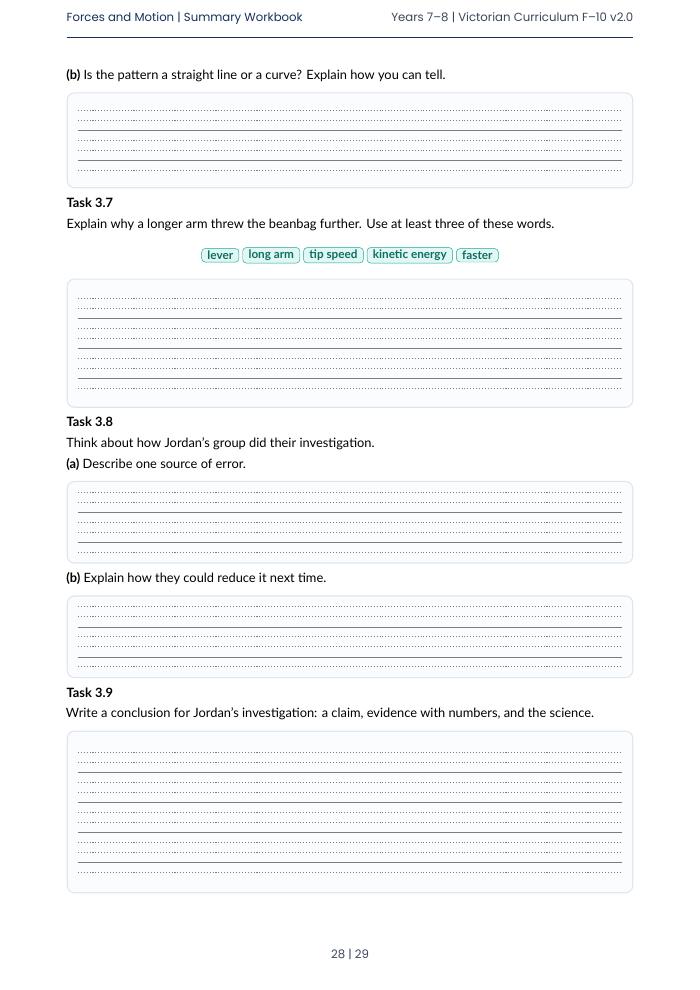 Forces and Motion | Summary Workbook Years 7–8 | Victorian Curriculum F–10 v2.0
(b) Is the pattern a straight line or a curve? Explain how you can tell.
Task 3.7
Explain why a longer arm threw the beanbag further. Use at least three of these words.
lever long arm tip speed kinetic energy faster
Task 3.8
Think about how Jordan’s group did their investigation.
(a) Describe one source of error.
(b) Explain how they could reduce it next time.
Task 3.9
Write a conclusion for Jordan’s investigation: a claim, evidence with numbers, and the science.
28 | 29